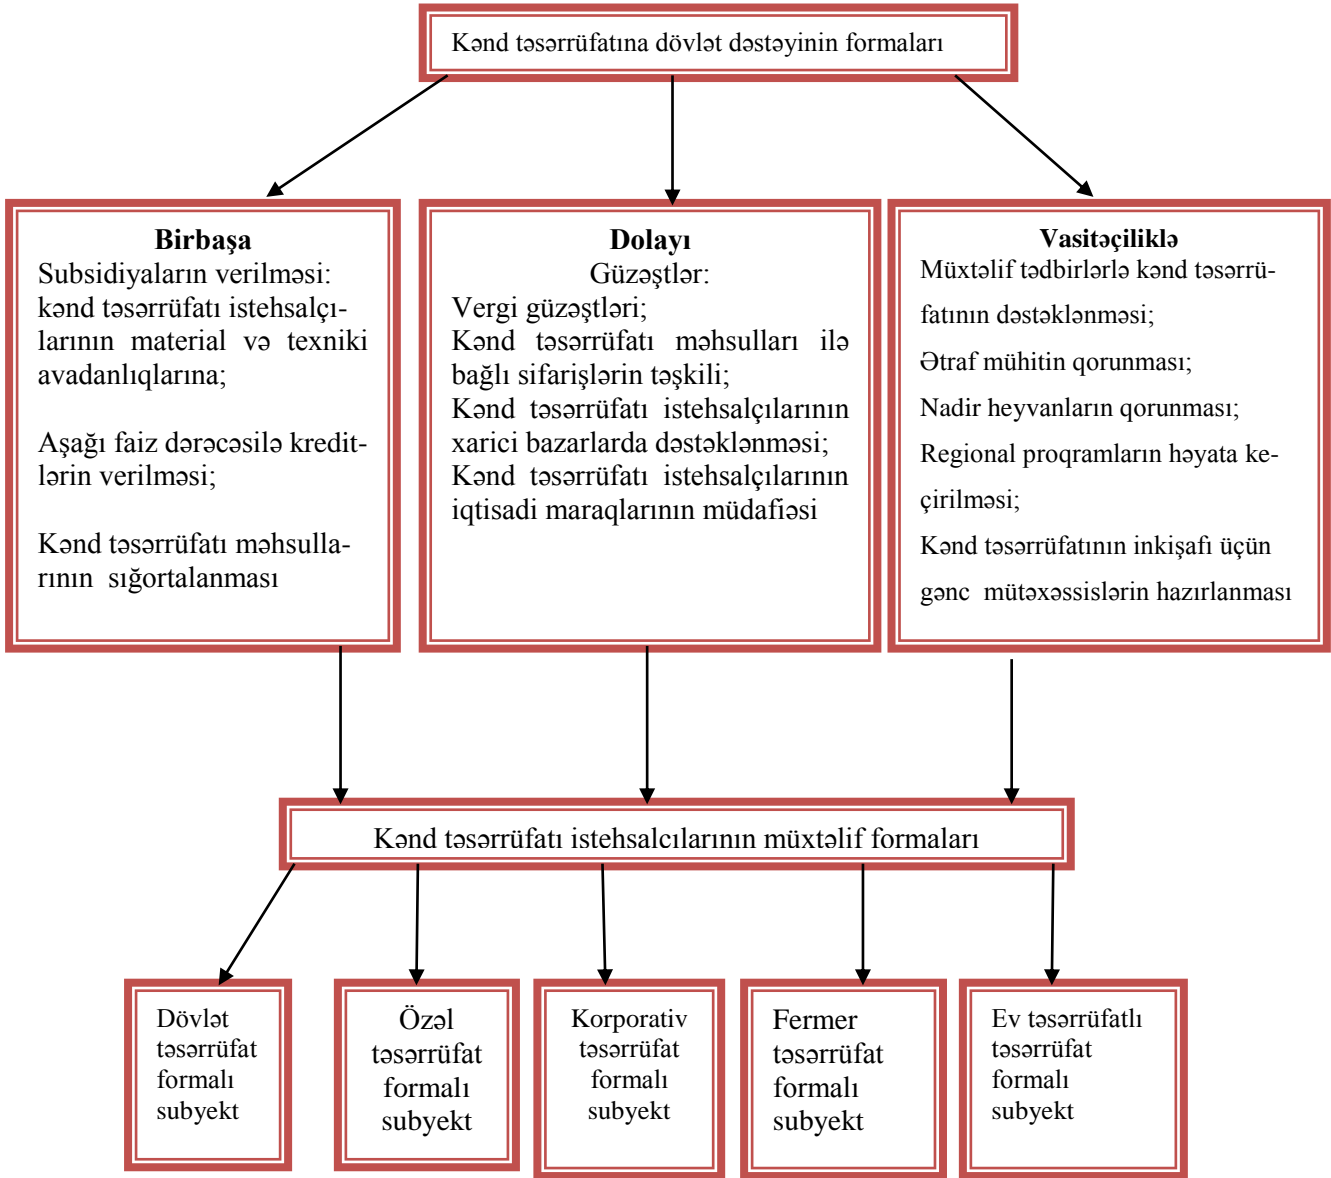 Kənd təsərrüfatına dövlət dəstəyinin formaları
Birbaşa
Subsidiyaların verilməsi:
kənd təsərrüfatı istehsalçı-
larının material və texniki
avadanlıqlarına;
Aşağı faiz dərəcəsilə kredit-
lərin verilməsi;
Kənd təsərrüfatı məhsulla-
rının sığortalanması
Dolayı
Güzəştlər:
Vergi güzəştləri;
Kənd təsərrüfatı məhsulları ilə
bağlı sifarişlərin təşkili;
Kənd təsərrüfatı istehsalçılarının
xarici bazarlarda dəstəklənməsi;
Kənd təsərrüfatı istehsalçılarının
iqtisadi maraqlarının müdafiəsi
Vasitəçiliklə
Müxtəlif tədbirlərlə kənd təsərrü-
fatının dəstəklənməsi;
Ətraf mühitin qorunması;
Nadir heyvanların qorunması;
Regional proqramların həyata ke-
çirilməsi;
Kənd təsərrüfatının inkişafı üçün
gənc mütəxəssislərin hazırlanması
Kənd təsərrüfatı istehsalcılarının müxtəlif formaları
Dövlət
təsərrüfat
formalı
subyekt
Özəl
təsərrüfat
formalı
subyekt
Korporativ
təsərrüfat
formalı
subyekt
Fermer
təsərrüfat
formalı
subyekt
Ev təsərrüfatlı
təsərrüfat
formalı
subyekt